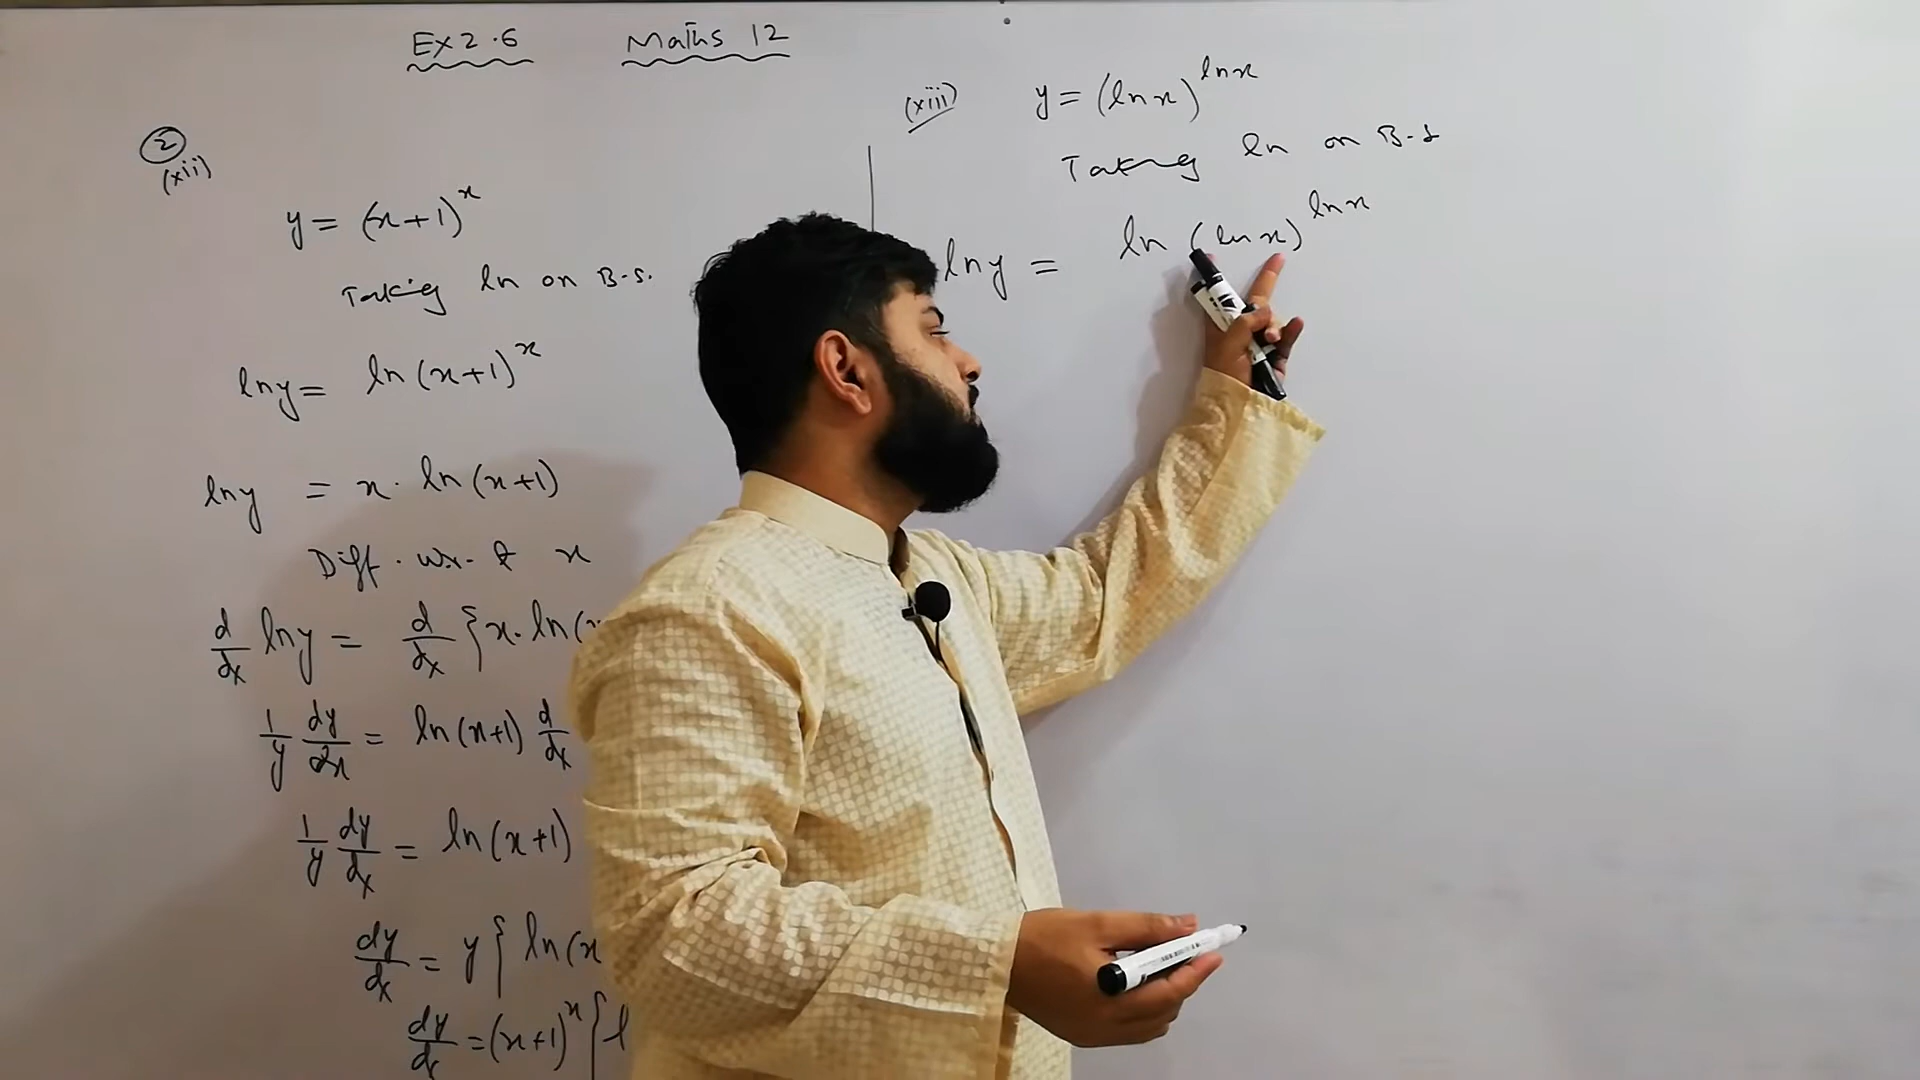 Ex 2.6 Maths 12
2
(xii)
y = (x+1)^x
Taking ln on B-S.
ln y = ln (x+1)^x
ln y = x · ln (x+1)
Diff. w.r.t x
d/dx ln y = d/dx {x · ln (x
1/y dy/dx = ln (x+1) d/dx
1/y dy/dx = ln (x+1)
dy/dx = y { ln (x
dy/dx = (x+1)^x { l
(xiii) y = (ln x)^ln x
Taking ln on B-S
ln y = ln (ln x)^ln x